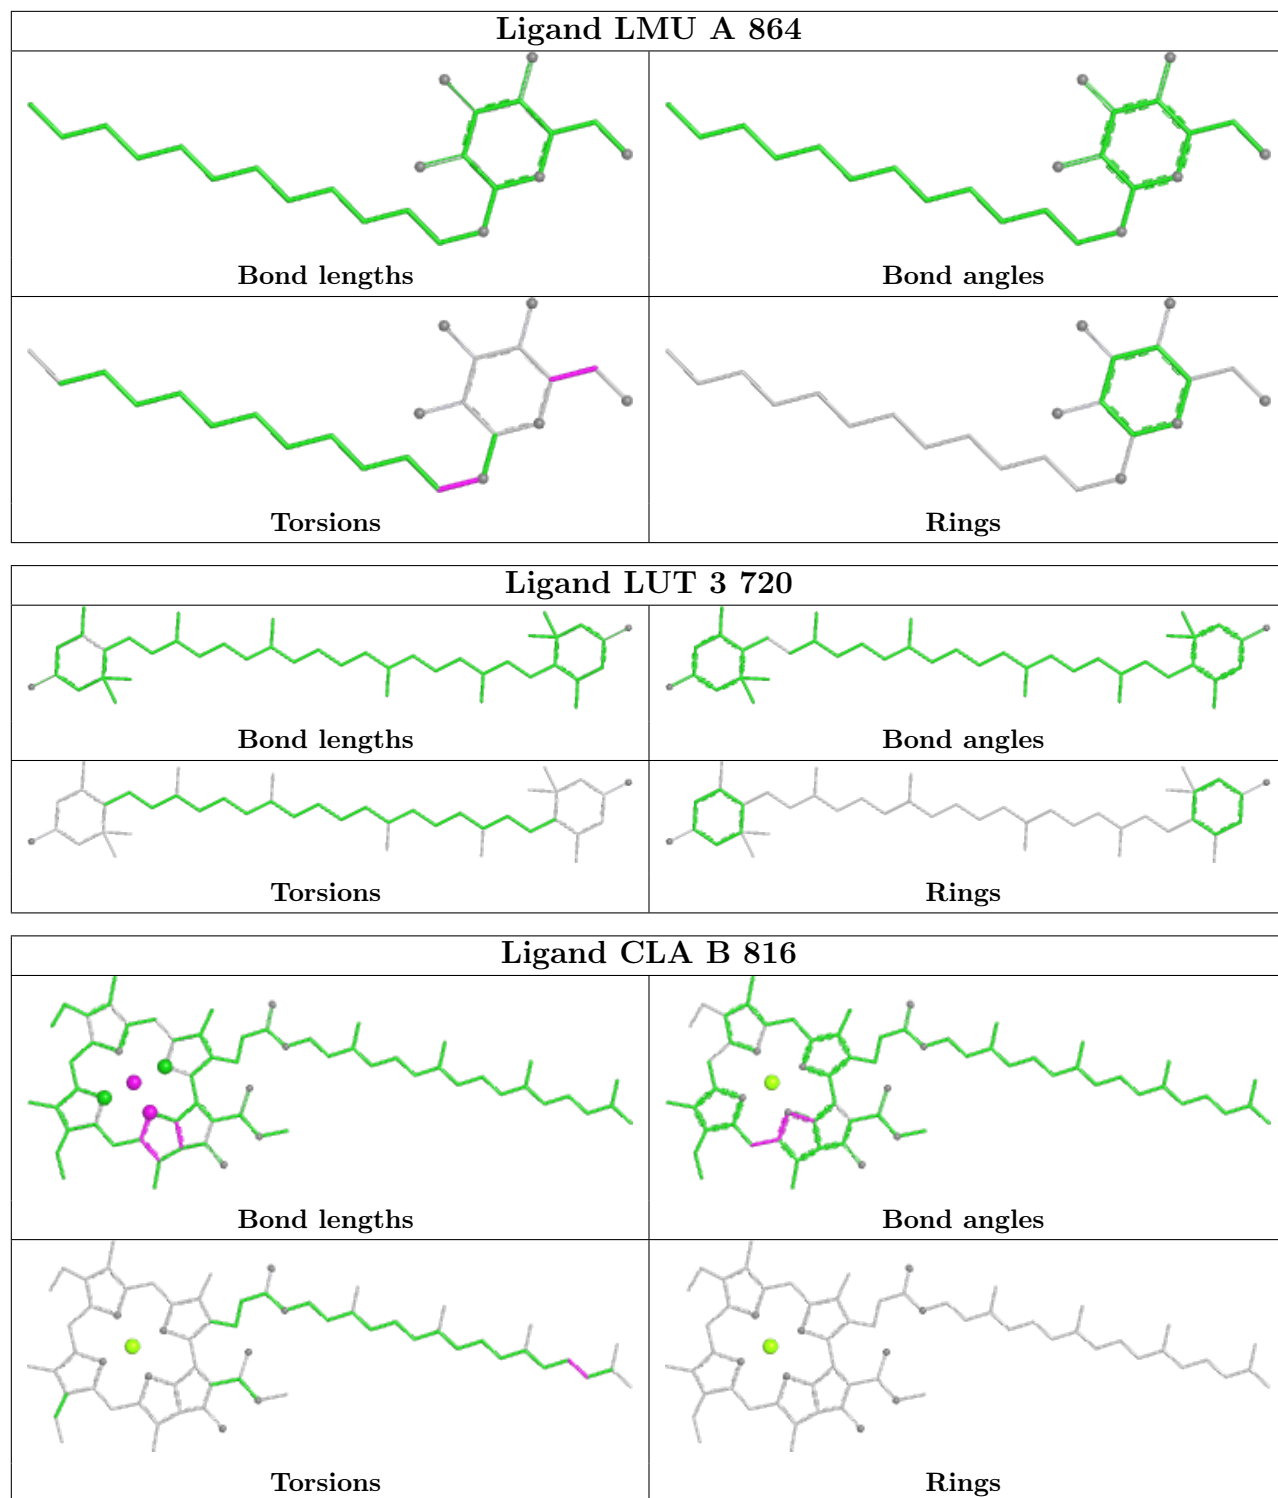 Ligand LMU A 864
Bond lengths
Bond angles
Torsions
Rings
Ligand LUT 3 720
Bond lengths
Bond angles
Torsions
Rings
Ligand CLA B 816
Bond lengths
Bond angles
Torsions
Rings